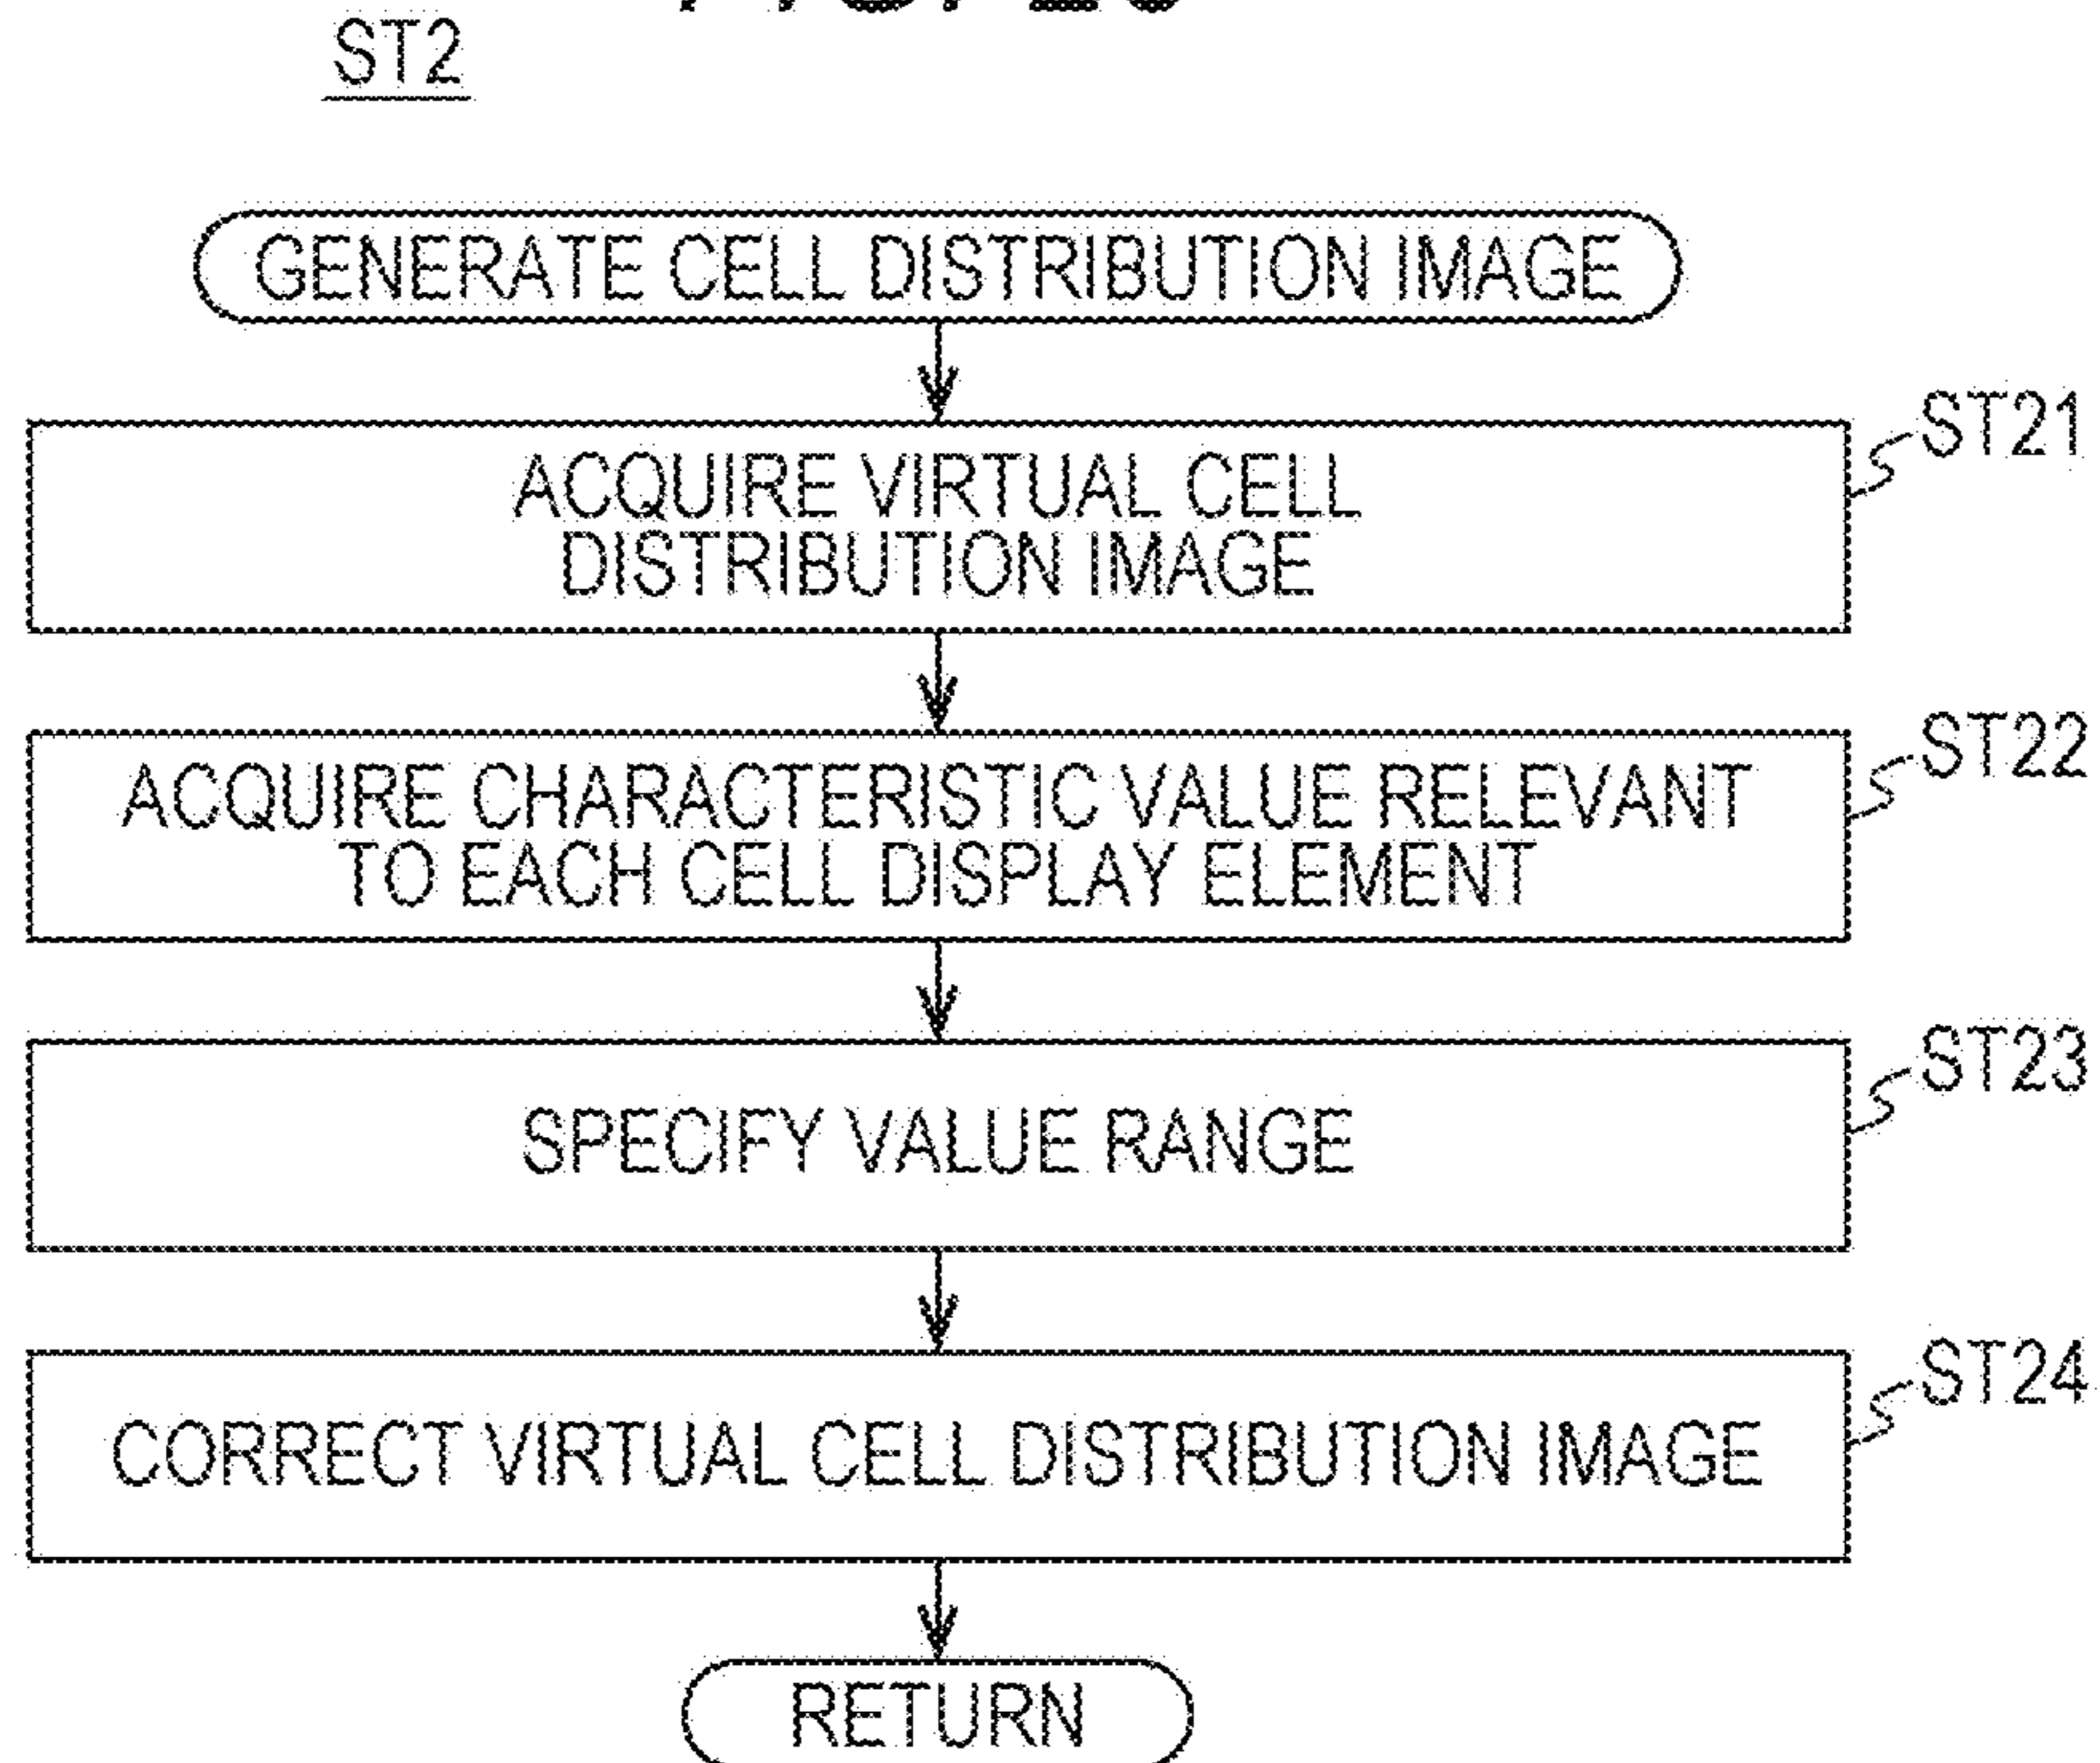 ST2
GENERATE CELL DISTRIBUTION IMAGE
ST21
ACQUIRE VIRTUAL CELL
DISTRIBUTION IMAGE
ST22
ACQUIRE CHARACTERISTIC VALUE RELEVANT
TO EACH CELL DISPLAY ELEMENT
ST23
SPECIFY VALUE RANGE
ST24
CORRECT VIRTUAL CELL DISTRIBUTION IMAGE
RETURN